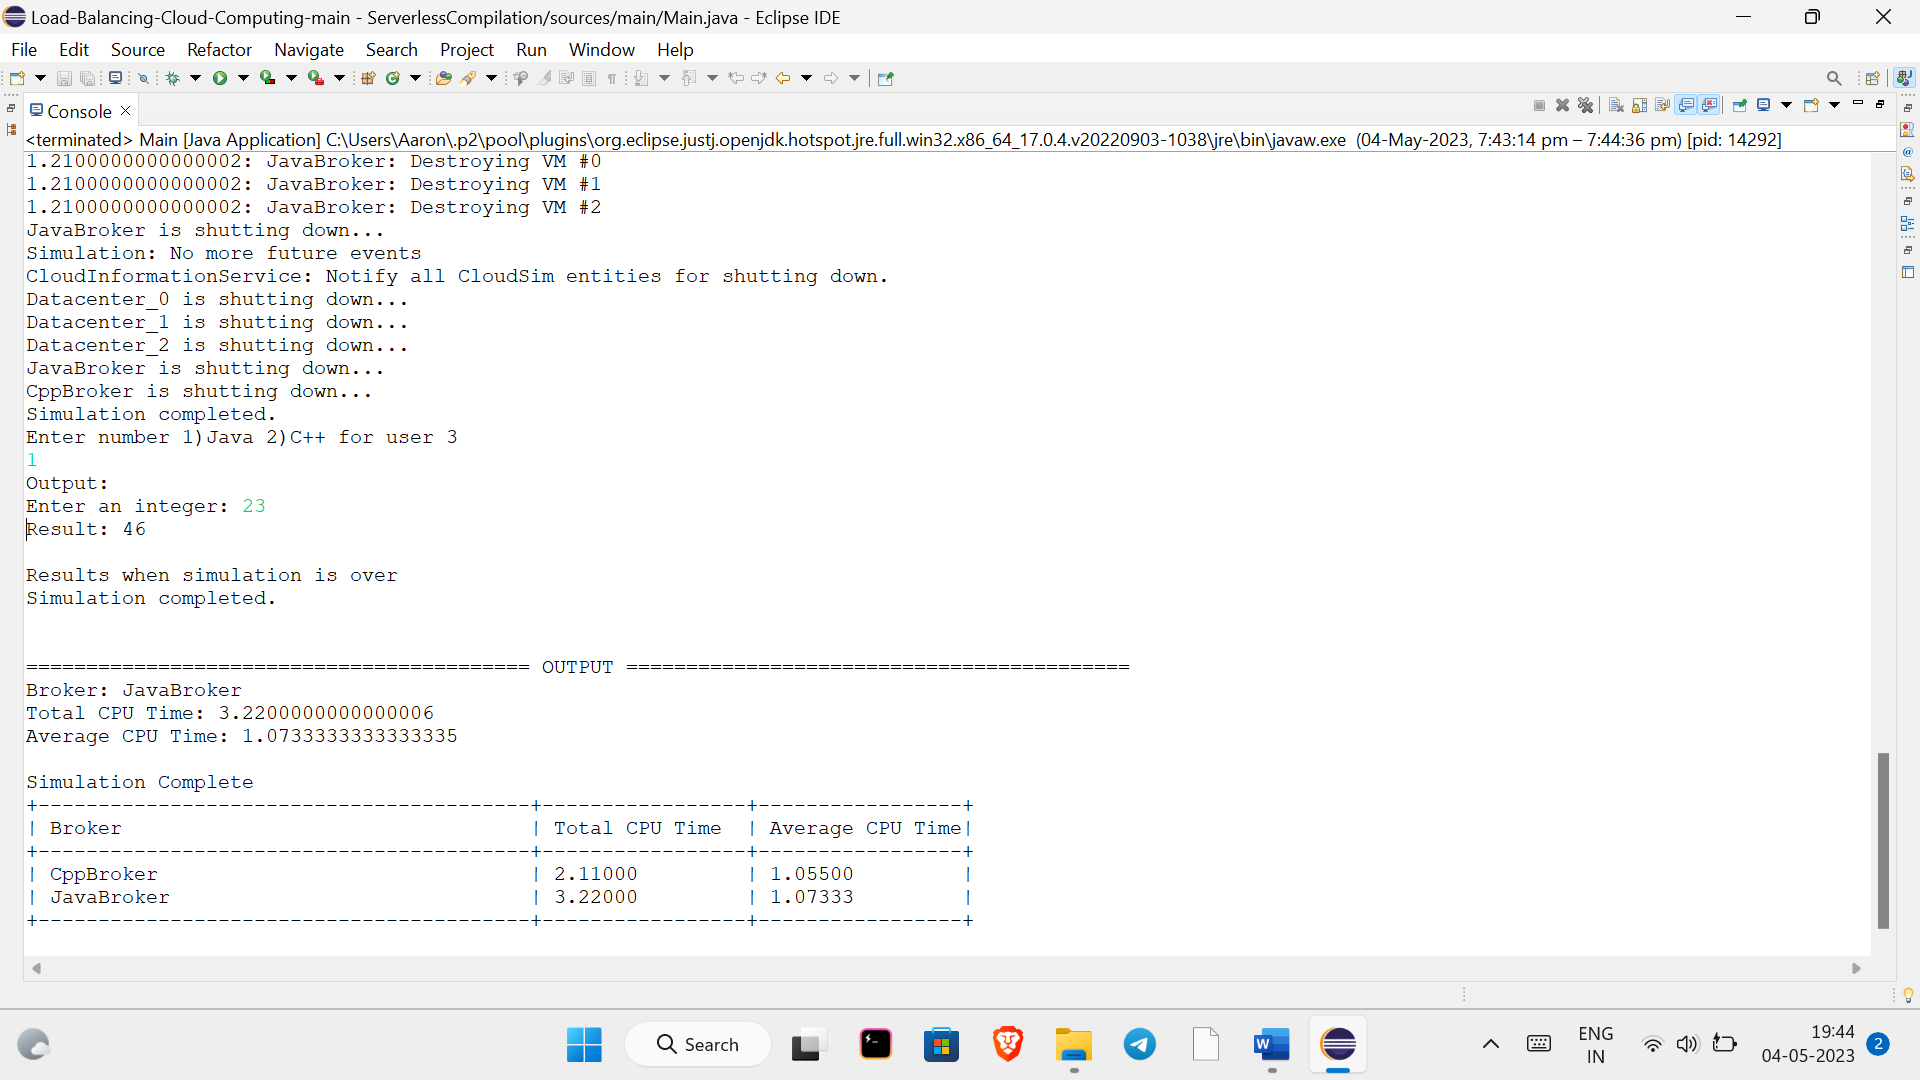 Load-Balancing-Cloud-Computing-main - ServerlessCompilation/sources/main/Main.java - Eclipse IDE
File Edit Source Refactor Navigate Search Project Run Window Help
Console
<terminated> Main [Java Application] C:\Users\Aaron\.p2\pool\plugins\org.eclipse.justj.openjdk.hotspot.jre.full.win32.x86_64_17.0.4.v20220903-1038\jre\bin\javaw.exe (04-May-2023, 7:43:14 pm – 7:44:36 pm) [pid: 14292]
1.2100000000000002: JavaBroker: Destroying VM #0
1.2100000000000002: JavaBroker: Destroying VM #1
1.2100000000000002: JavaBroker: Destroying VM #2
JavaBroker is shutting down...
Simulation: No more future events
CloudInformationService: Notify all CloudSim entities for shutting down.
Datacenter_0 is shutting down...
Datacenter_1 is shutting down...
Datacenter_2 is shutting down...
JavaBroker is shutting down...
CppBroker is shutting down...
Simulation completed.
Enter number 1)Java 2)C++ for user 3
1
Output:
Enter an integer: 23
Result: 46
Results when simulation is over
Simulation completed.
========================================== OUTPUT ==========================================
Broker: JavaBroker
Total CPU Time: 3.2200000000000006
Average CPU Time: 1.0733333333333335
Simulation Complete
+-----------------------------------------+-----------------+-----------------+
| Broker | Total CPU Time | Average CPU Time|
+-----------------------------------------+-----------------+-----------------+
| CppBroker | 2.11000 | 1.05500 |
| JavaBroker | 3.22000 | 1.07333 |
+-----------------------------------------+-----------------+-----------------+
Search
ENG
IN
19:44
04-05-2023
2